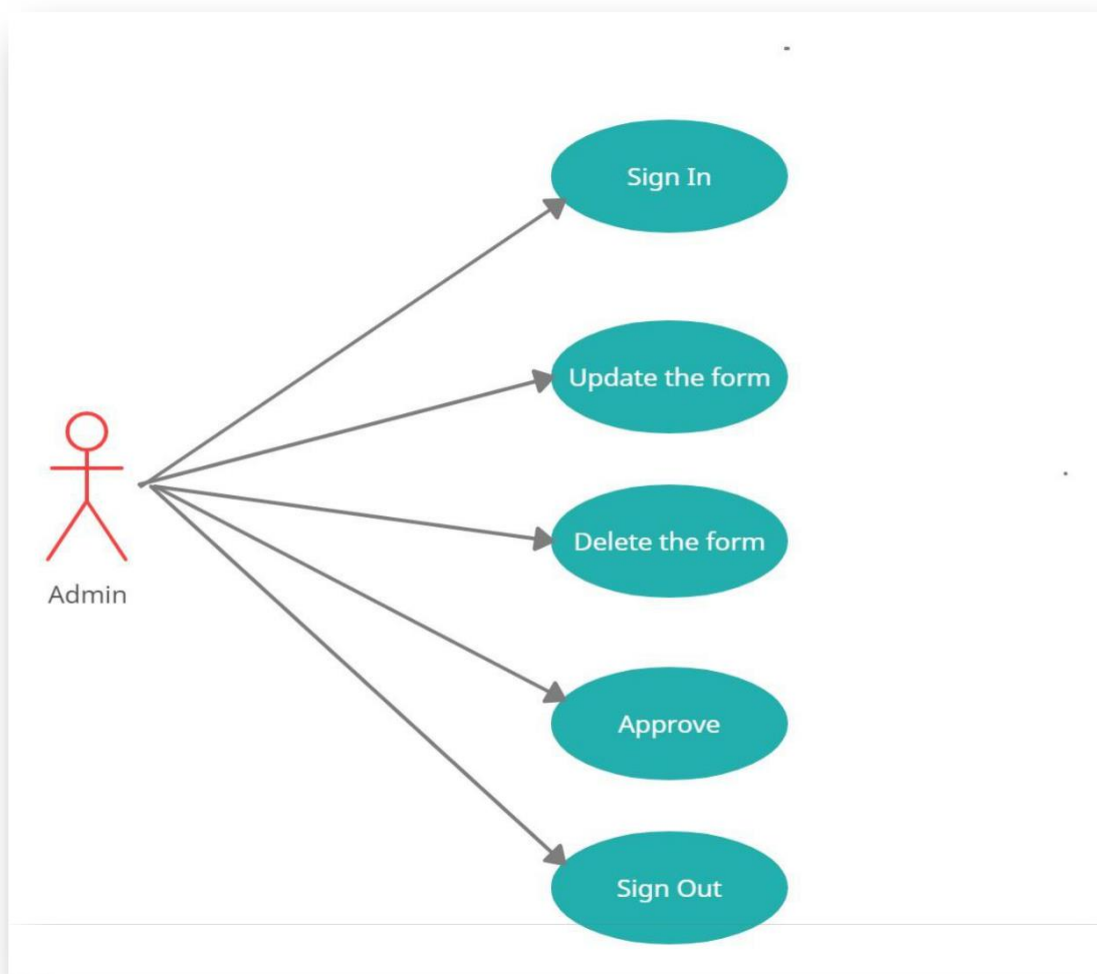 Sign In
Update the form
Delete the form
Admin
Approve
Sign Out